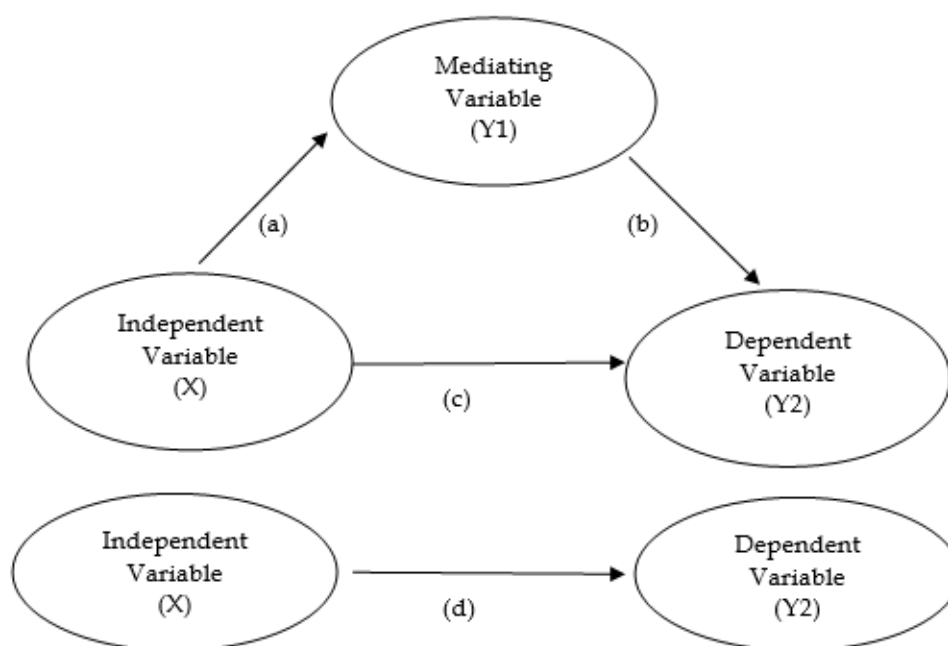 Mediating
Variable
(Y1)
(a)
(b)
Independent
Variable
(X)
Dependent
Variable
(Y2)
(c)
Independent
Variable
(X)
Dependent
Variable
(Y2)
(d)